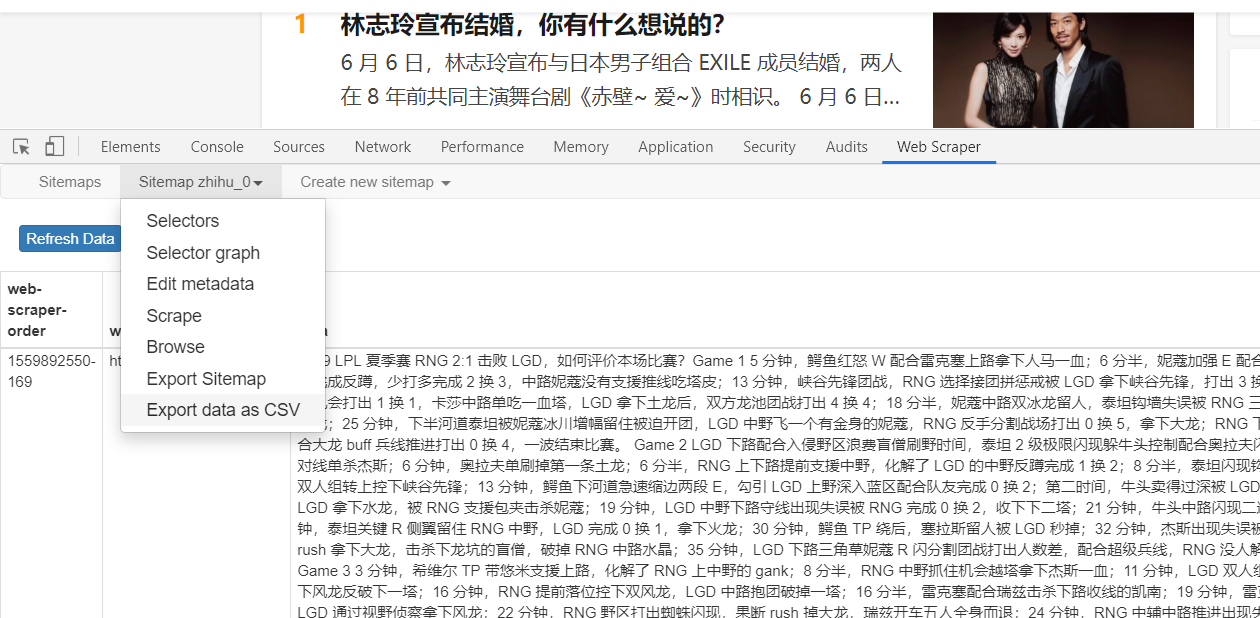 1 林志玲宣布结婚，你有什么想说的？
6 月 6 日，林志玲宣布与日本男子组合 EXILE 成员结婚，两人
在 8 年前共同主演舞台剧《赤壁~ 爱~》时相识。 6 月 6 日...
Elements Console Sources Network Performance Memory Application Security Audits Web Scraper
Sitemaps Sitemap zhihu_0 Create new sitemap
Selectors
Refresh Data
Selector graph
Edit metadata
Scrape
Browse
Export Sitemap
Export data as CSV
web-
scraper-
order
1559892550-
169
9 LPL 夏季赛 RNG 2:1 击败 LGD，如何评价本场比赛？Game 1 5 分钟，鳄鱼红怒 W 配合雷克塞上路拿下人马一血；6 分半，妮蔻加强 E 配合
成反蹲，少打多完成 2 换 3，中路妮蔻没有支援推线吃塔皮；13 分钟，峡谷先锋团战，RNG 选择接团拼惩戒被 LGD 拿下峡谷先锋，打出 3 换
会打出 1 换 1，卡莎中路单吃一血塔，LGD 拿下土龙后，双方龙池团战打出 4 换 4；18 分半，妮蔻中路双冰龙留人，泰坦钩墙失误被 RNG 三
；25 分钟，下半河道泰坦被妮蔻冰川增幅留住被迫开团，LGD 中野飞一个有金身的妮蔻，RNG 反手分割战场打出 0 换 5，拿下大龙；RNG 下
合大龙 buff 兵线推进打出 0 换 4，一波结束比赛。 Game 2 LGD 下路配合入侵野区浪费盲僧刷野时间，泰坦 2 级极限闪现躲牛头控制配合奥拉夫闪
对线单杀杰斯；6 分钟，奥拉夫单刷掉第一条土龙；6 分半，RNG 上下路提前支援中野，化解了 LGD 的中野反蹲完成 1 换 2；8 分半，泰坦闪现钩
双人组转上控下峡谷先锋；13 分钟，鳄鱼下河道急速缩边两段 E，勾引 LGD 上野深入蓝区配合队友完成 0 换 2；第二时间，牛头卖得过深被 LGD
LGD 拿下水龙，被 RNG 支援包夹击杀妮蔻；19 分钟，LGD 中野下路守线出现失误被 RNG 完成 0 换 2，收下下二塔；21 分钟，牛头中路闪现二连
钟，泰坦关键 R 侧翼留住 RNG 中野，LGD 完成 0 换 1，拿下火龙；30 分钟，鳄鱼 TP 绕后，塞拉斯留人被 LGD 秒掉；32 分钟，杰斯出现失误被
rush 拿下大龙，击杀下龙坑的盲僧，破掉 RNG 中路水晶；35 分钟，LGD 下路三角草妮蔻 R 闪分割团战打出人数差，配合超级兵线，RNG 没人解
Game 3 3 分钟，希维尔 TP 带悠米支援上路，化解了 RNG 上中野的 gank；8 分半，RNG 中野抓住机会越塔拿下杰斯一血；11 分钟，LGD 双人组
下风龙反破下一塔；16 分钟，RNG 提前落位控下双风龙，LGD 中路抱团破掉一塔；16 分半，雷克塞配合瑞兹击杀下路收线的凯南；19 分钟，雷
LGD 通过视野侦察拿下风龙；22 分钟，RNG 野区打出蜘蛛闪现，果断 rush 掉大龙，瑞兹开车五人全身而退；24 分钟，RNG 中辅中路推进出现失